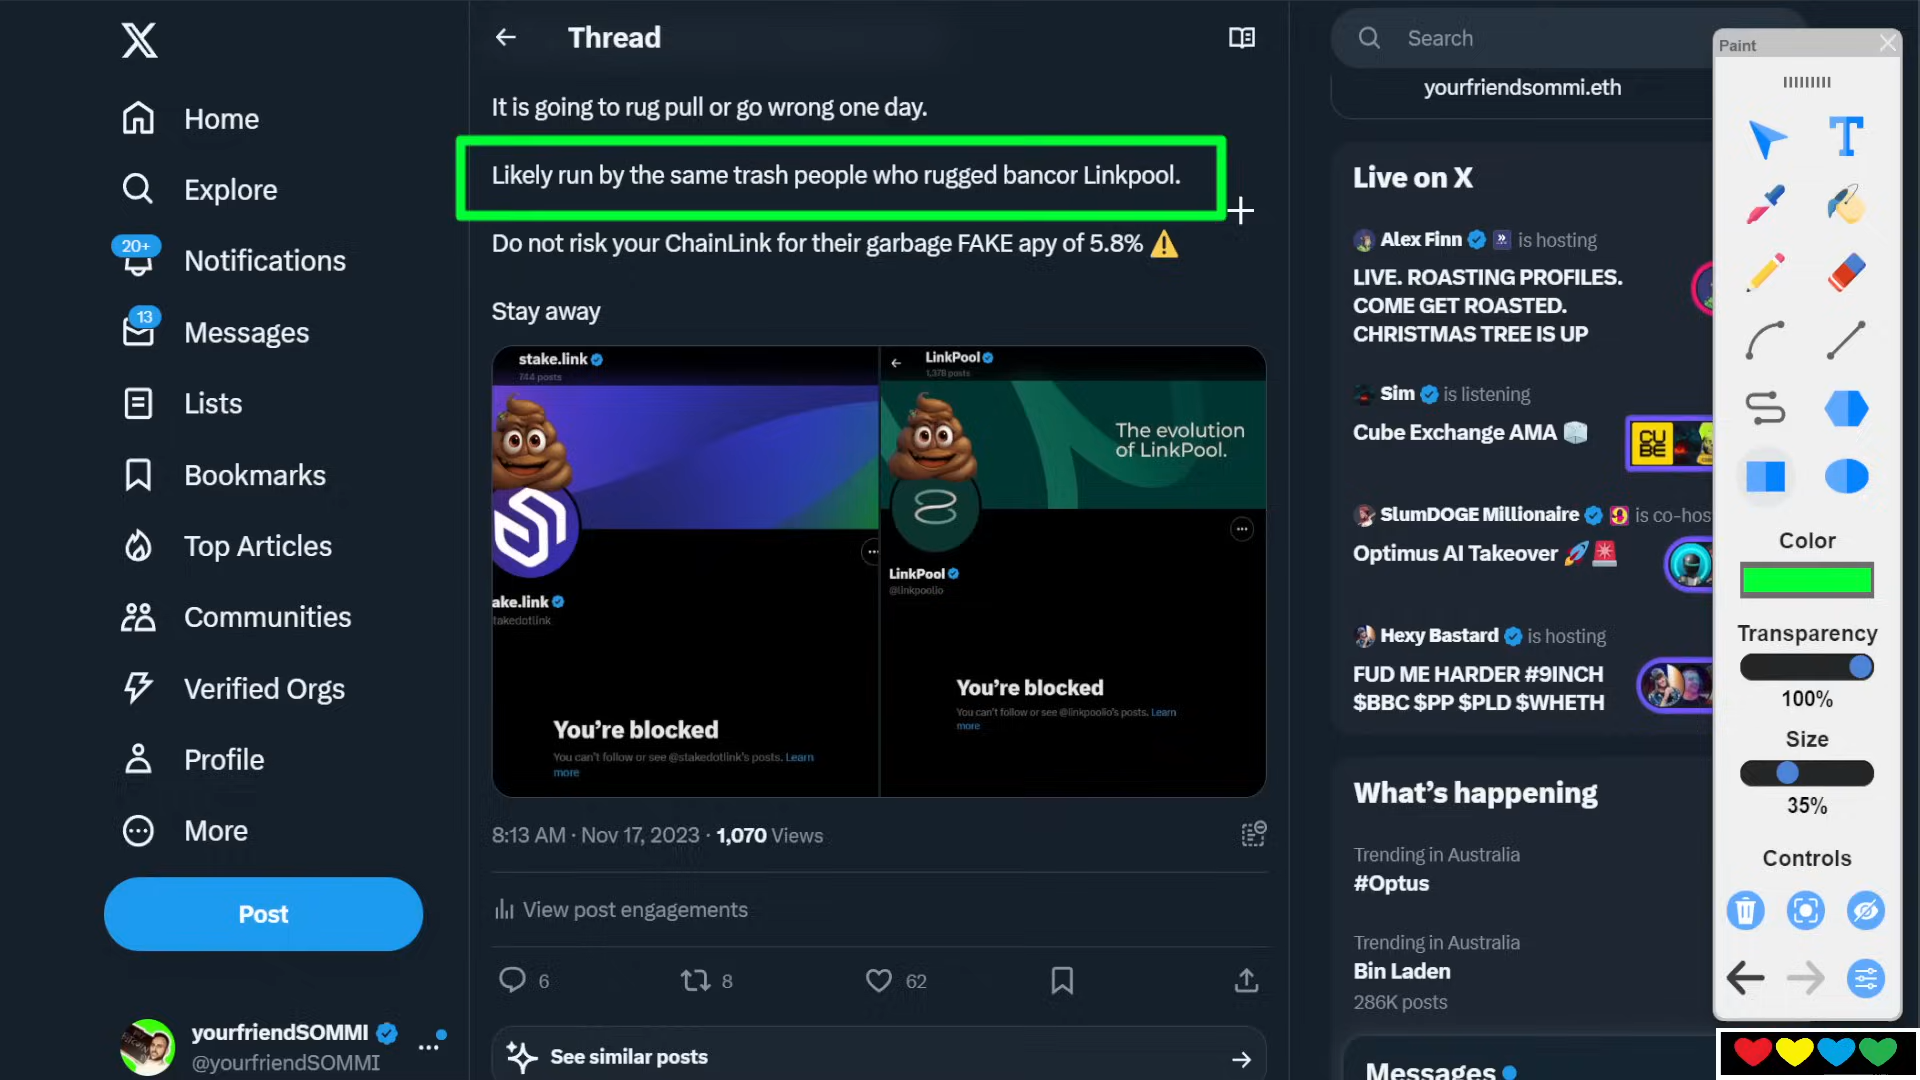 Thread
Search
Paint
yourfriendsommi.eth
Home
Explore
20+
Notifications
13
Messages
Lists
Bookmarks
Top Articles
Communities
Verified Orgs
Profile
More
Post
yourfriendSOMMI
@yourfriendSOMMI
It is going to rug pull or go wrong one day.
Likely run by the same trash people who rugged bancor Linkpool.
Do not risk your ChainLink for their garbage FAKE apy of 5.8% ⚠️
Stay away
stake.link
744 posts
ake.link
takedotlink
You're blocked
You can't follow or see @stakedotlink's posts. Learn
more
LinkPool
1,378 posts
The evolution
of LinkPool.
LinkPool
@linkpoolio
You're blocked
You can't follow or see @linkpoolio's posts. Learn
more
8:13 AM · Nov 17, 2023 · 1,070 Views
View post engagements
6
8
62
See similar posts
Live on X
Alex Finn is hosting
LIVE. ROASTING PROFILES.
COME GET ROASTED.
CHRISTMAS TREE IS UP
Sim is listening
Cube Exchange AMA
CU
BE
SlumDOGE Millionaire is co-hos
Optimus AI Takeover 🚀🚨
Hexy Bastard is hosting
FUD ME HARDER #9INCH
$BBC $PP $PLD $WHETH
What's happening
Trending in Australia
#Optus
Trending in Australia
Bin Laden
286K posts
Messages
T
Color
Transparency
100%
Size
35%
Controls